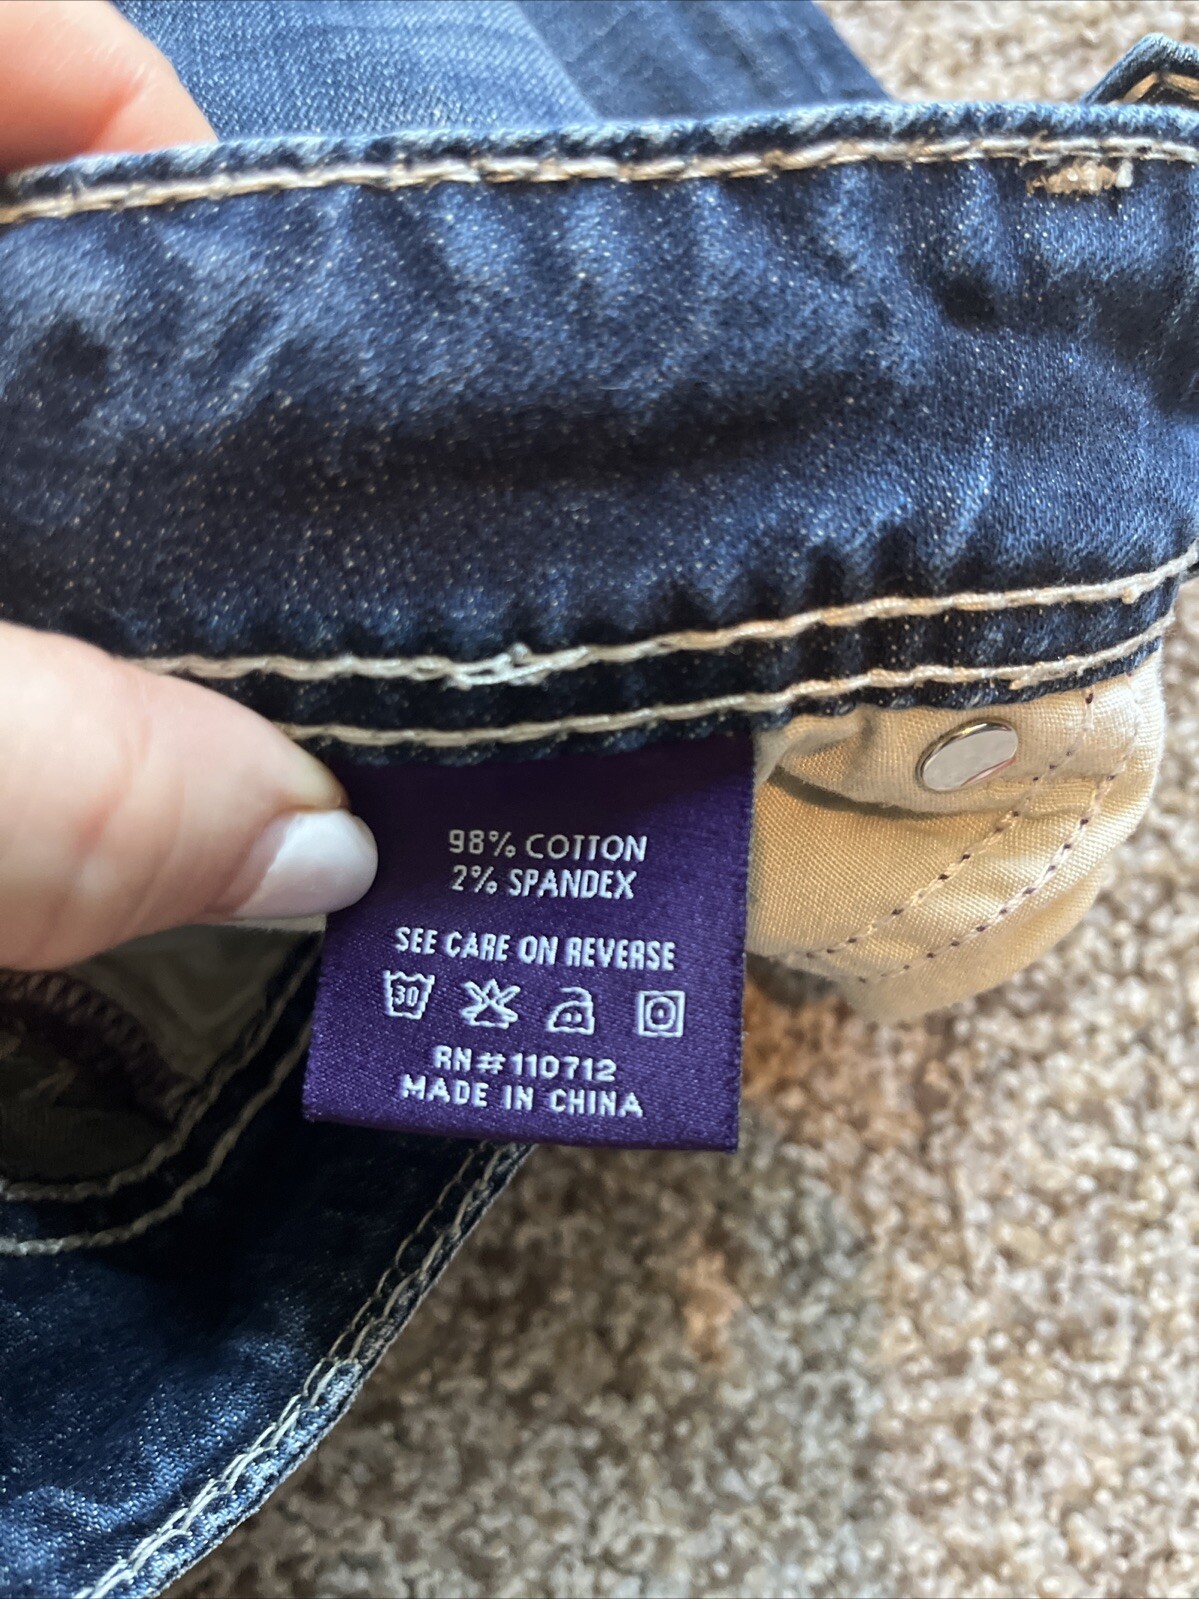 98% COTTON
2% SPANDEX
SEE CARE ON REVERSE
30
RN#110712
MADE IN CHINA